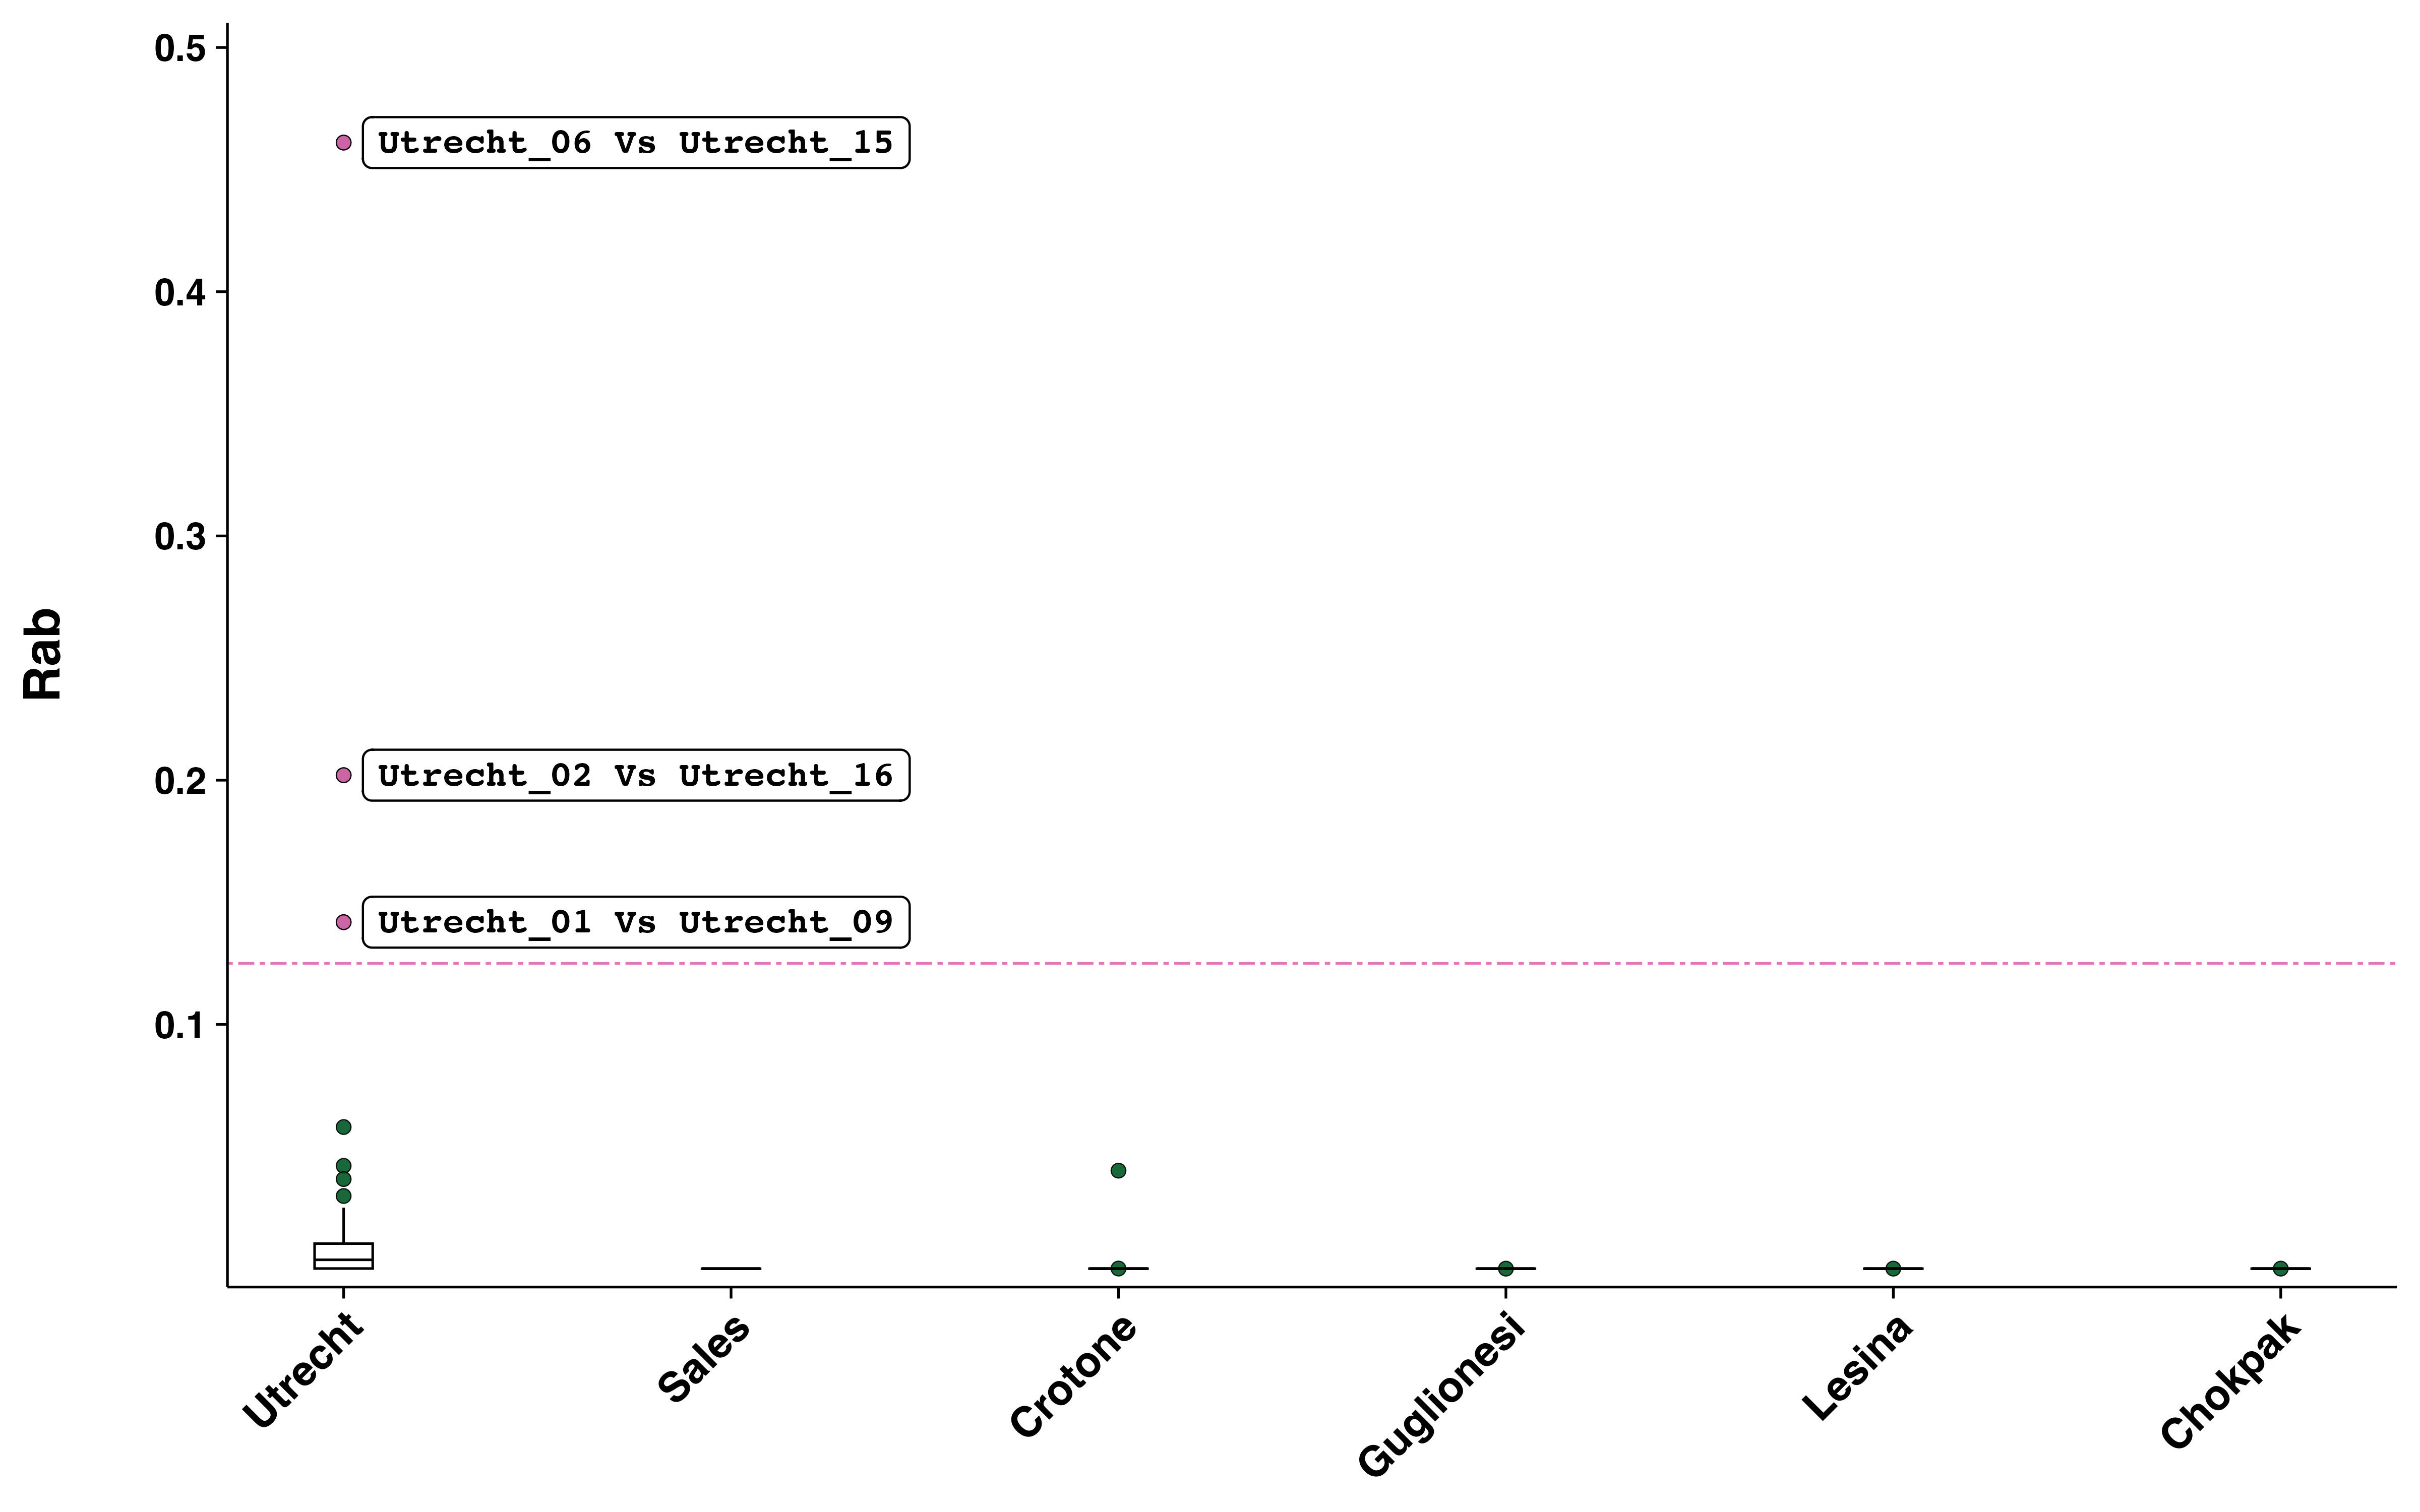 0.5
Utrecht_06 Vs Utrecht_15
0.4
0.3
Rab
0.2
Utrecht_02 Vs Utrecht_16
Utrecht_01 Vs Utrecht_09
0.1
Utrecht
Sales
Crotone
Guglionesi
Lesina
Chokpak